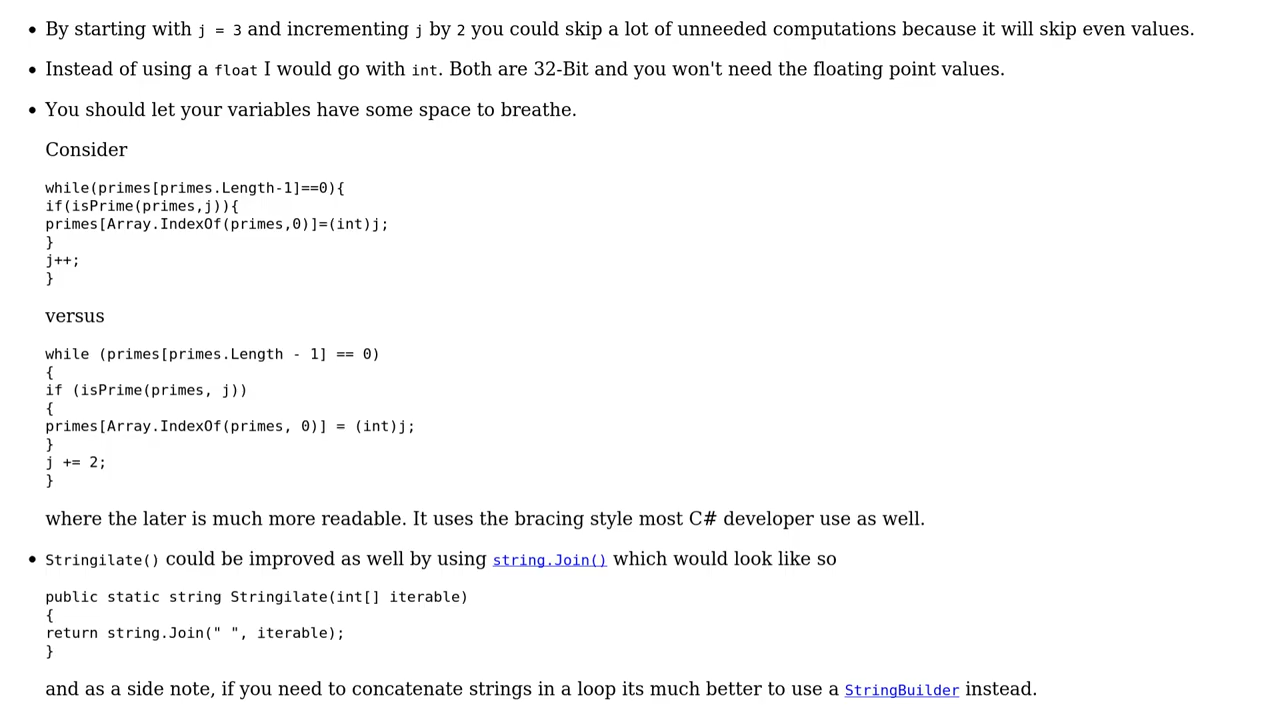 • By starting with j = 3 and incrementing j by 2 you could skip a lot of unneeded computations because it will skip even values.
• Instead of using a float I would go with int. Both are 32-Bit and you won't need the floating point values.
• You should let your variables have some space to breathe.
Consider
while(primes[primes.Length-1]==0){
if(isPrime(primes,j)){
primes[Array.IndexOf(primes,0)]=(int)j;
}
j++;
}
versus
while (primes[primes.Length - 1] == 0)
{
if (isPrime(primes, j))
{
primes[Array.IndexOf(primes, 0)] = (int)j;
}
j += 2;
}
where the later is much more readable. It uses the bracing style most C# developer use as well.
• Stringilate() could be improved as well by using string.Join() which would look like so
public static string Stringilate(int[] iterable)
{
return string.Join(" ", iterable);
}
and as a side note, if you need to concatenate strings in a loop its much better to use a StringBuilder instead.